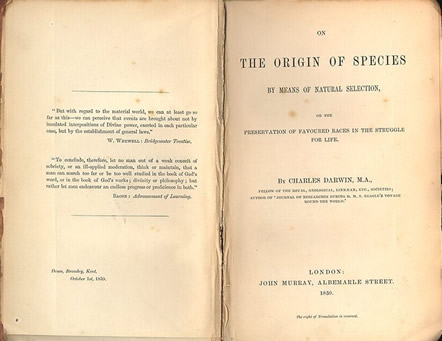 "But with regard to the material world, we can at least go so
far as this—we can perceive that events are brought about not by
insulated interpositions of Divine power, exerted in each particular
case, but by the establishment of general laws."
W. WHEWELL: Bridgewater Treatise.
"To conclude, therefore, let no man out of a weak conceit of
sobriety, or an ill-applied moderation, think or maintain, that a
man can search too far or be too well studied in the book of God's
word, or in the book of God's works; divinity or philosophy; but
rather let men endeavour an endless progress or proficience in both."
BACON: Advancement of Learning.
Down, Bromley, Kent,
October 1st, 1859.
ON
THE ORIGIN OF SPECIES
BY MEANS OF NATURAL SELECTION,
OR THE
PRESERVATION OF FAVOURED RACES IN THE STRUGGLE
FOR LIFE.
BY CHARLES DARWIN, M.A.,
FELLOW OF THE ROYAL, GEOLOGICAL, LINNÆAN, ETC., SOCIETIES;
AUTHOR OF 'JOURNAL OF RESEARCHES DURING H. M. S. BEAGLE'S VOYAGE
ROUND THE WORLD.'
LONDON:
JOHN MURRAY, ALBEMARLE STREET.
1859.
The right of Translation is reserved.